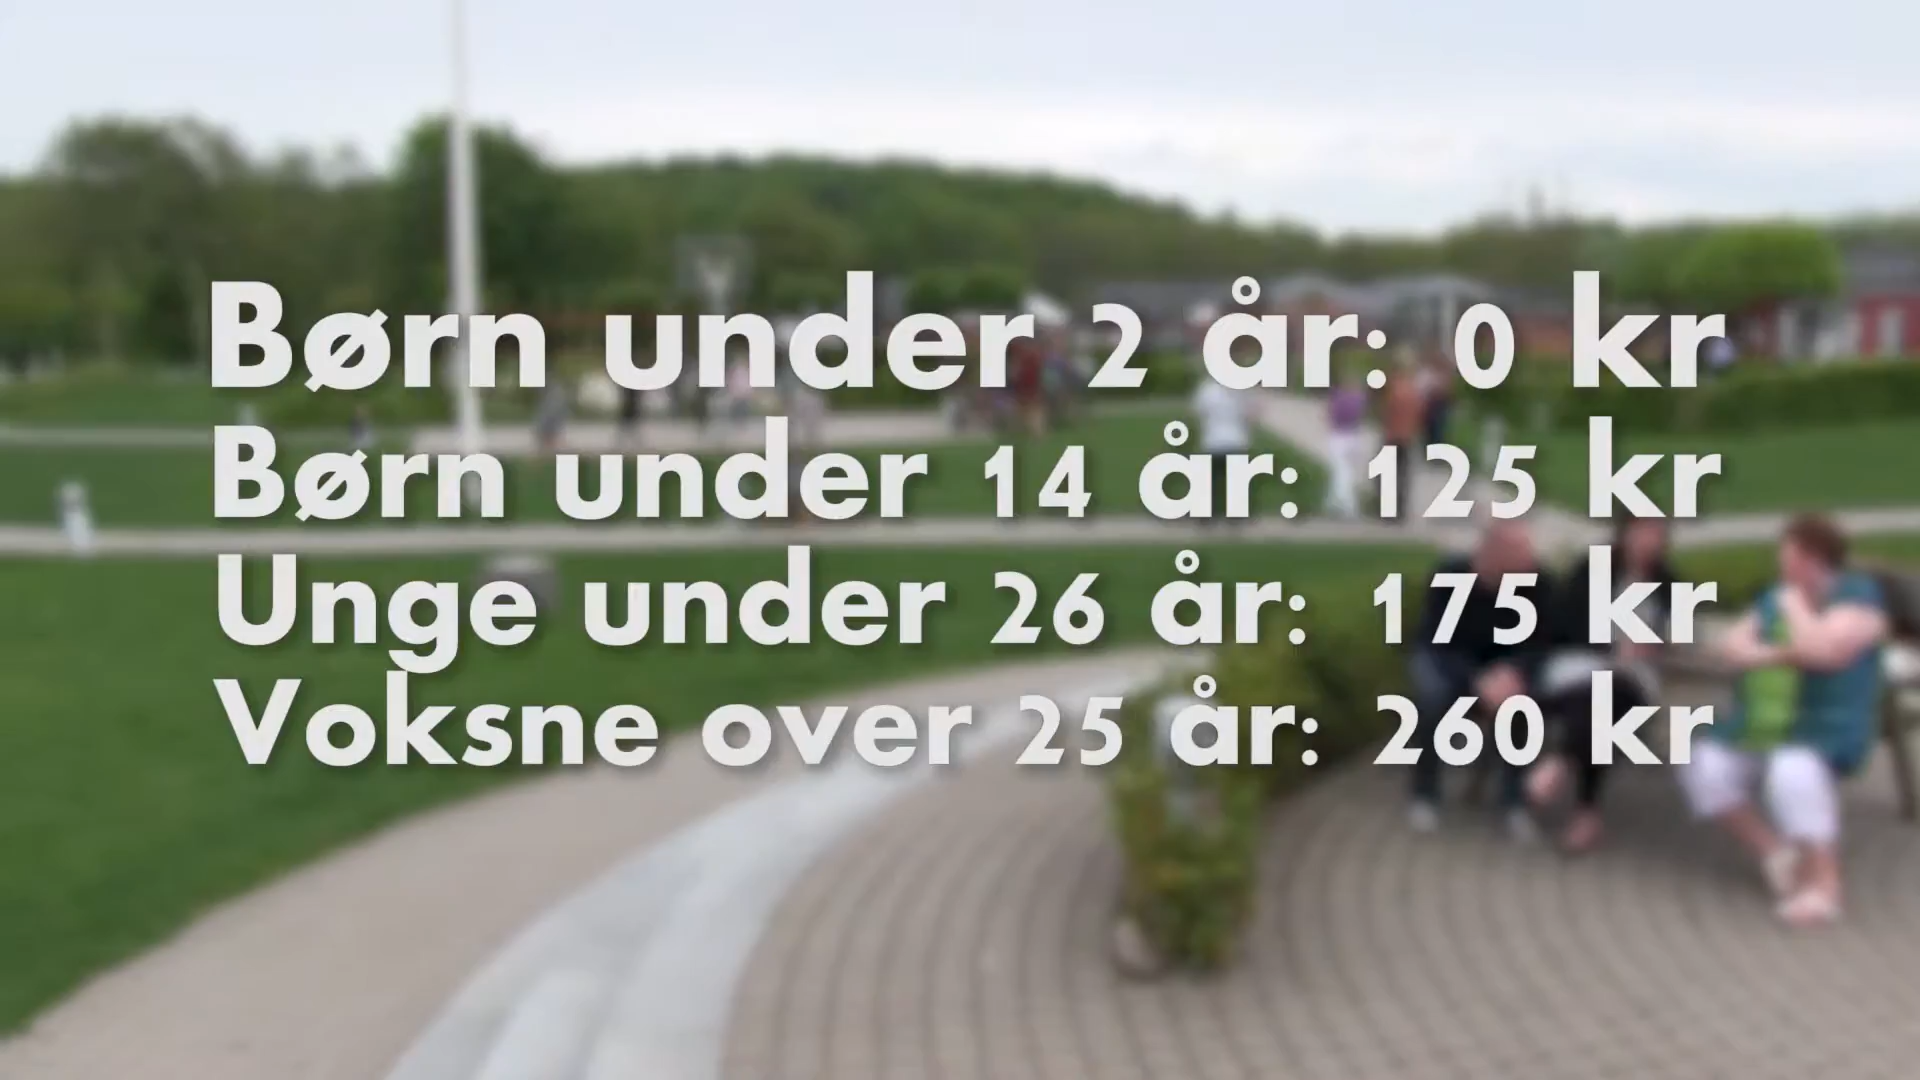 Børn under 2 år: 0 kr
Børn under 14 år: 125 kr
Unge under 26 år: 175 kr
Voksne over 25 år: 260 kr